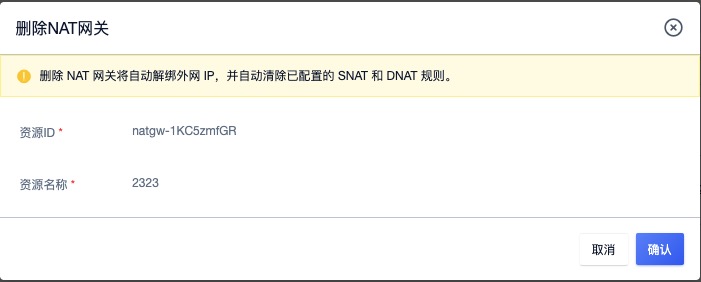 删除NAT网关
删除 NAT 网关将自动解绑外网 IP，并自动清除已配置的 SNAT 和 DNAT 规则。
资源ID * natgw-1KC5zmfGR
资源名称 * 2323
取消 确认